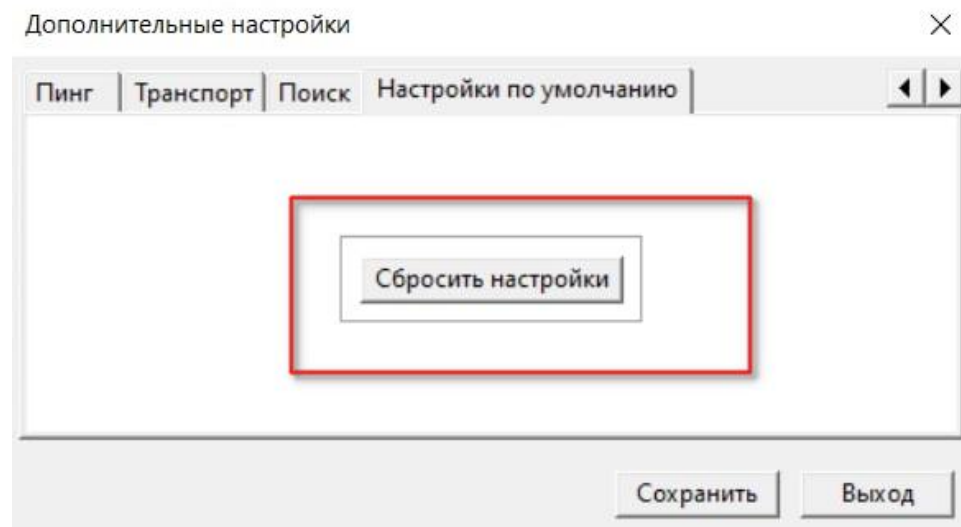 Дополнительные настройки
Пинг Транспорт Поиск Настройки по умолчанию
Сбросить настройки
Сохранить Выход